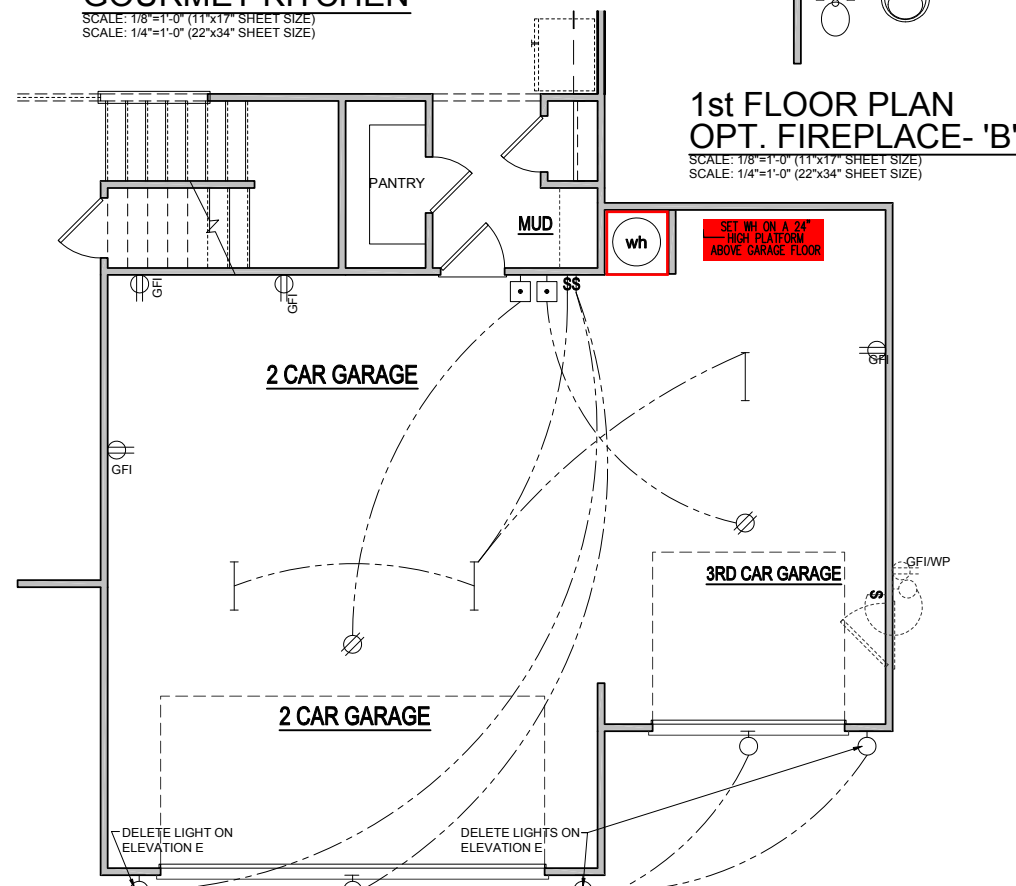 GOURMET KITCHEN
SCALE: 1/8"=1'-0" (11"x17" SHEET SIZE)
SCALE: 1/4"=1'-0" (22"x34" SHEET SIZE)
1st FLOOR PLAN
OPT. FIREPLACE- 'B'
SCALE: 1/8"=1'-0" (11"x17" SHEET SIZE)
SCALE: 1/4"=1'-0" (22"x34" SHEET SIZE)
PANTRY
MUD
wh
SET WH ON A 24"
HIGH PLATFORM
ABOVE GARAGE FLOOR
GFI
GFI
$$
GFI
2 CAR GARAGE
GFI
3RD CAR GARAGE
GFI/WP
$
2 CAR GARAGE
DELETE LIGHT ON
ELEVATION E
DELETE LIGHTS ON
ELEVATION E